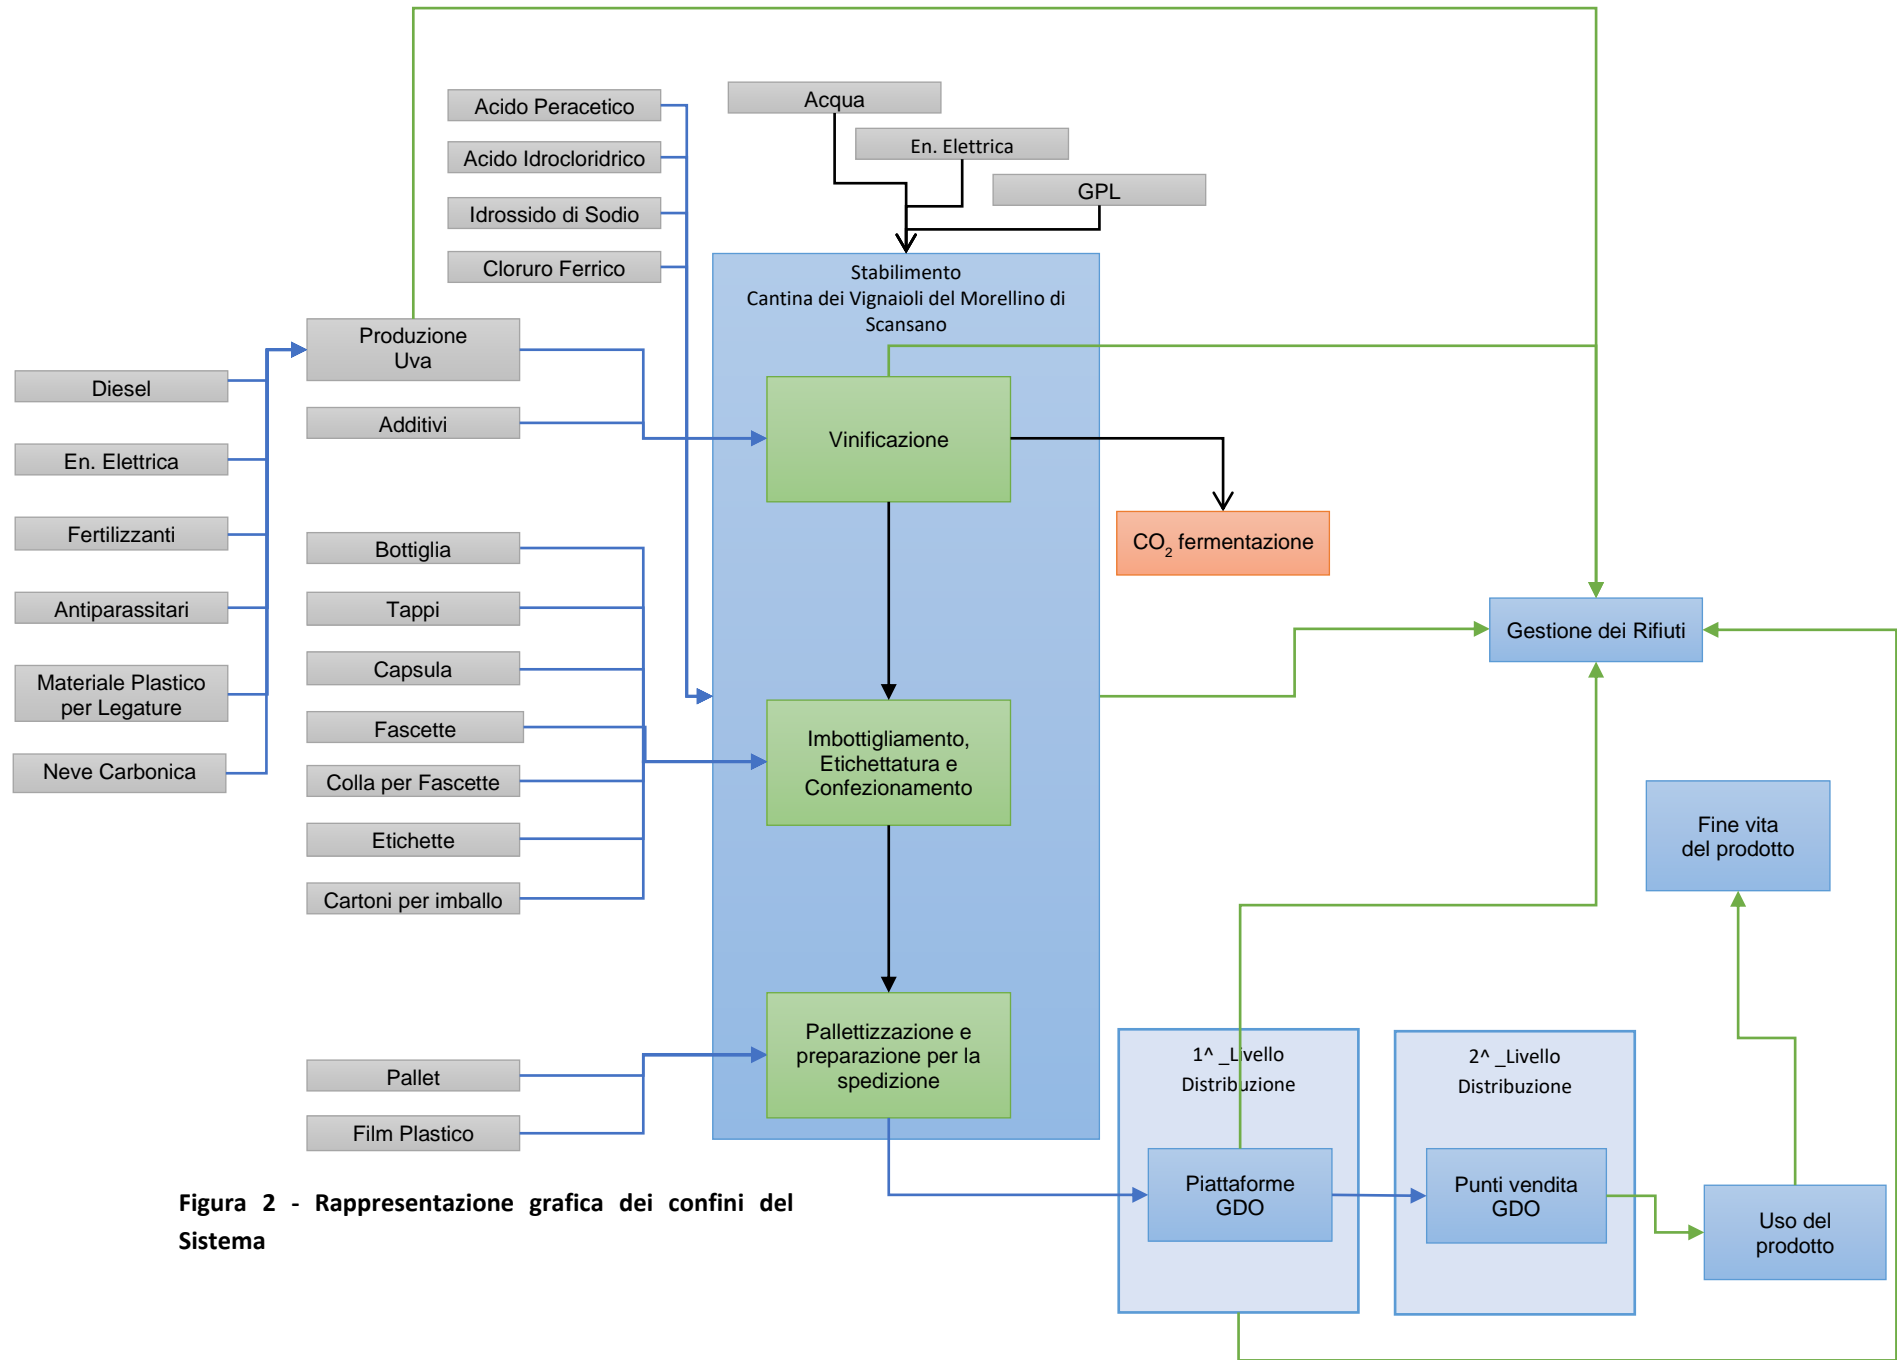 Acido Peracetico
Acido Idrocloridrico
Idrossido di Sodio
Cloruro Ferrico
Acqua
En. Elettrica
GPL
Stabilimento
Cantina dei Vignaioli del Morellino di
Scansano
Produzione
Uva
Additivi
Diesel
En. Elettrica
Fertilizzanti
Antiparassitari
Materiale Plastico
per Legature
Neve Carbonica
Vinificazione
CO2 fermentazione
Bottiglia
Tappi
Capsula
Fascette
Colla per Fascette
Etichette
Cartoni per imballo
Imbottigliamento,
Etichettatura e
Confezionamento
Gestione dei Rifiuti
Fine vita
del prodotto
Pallettizzazione e
preparazione per la
spedizione
Pallet
Film Plastico
1^ _Livello
Distribuzione
2^ _Livello
Distribuzione
Piattaforme
GDO
Punti vendita
GDO
Uso del
prodotto
Figura 2 - Rappresentazione grafica dei confini del
Sistema